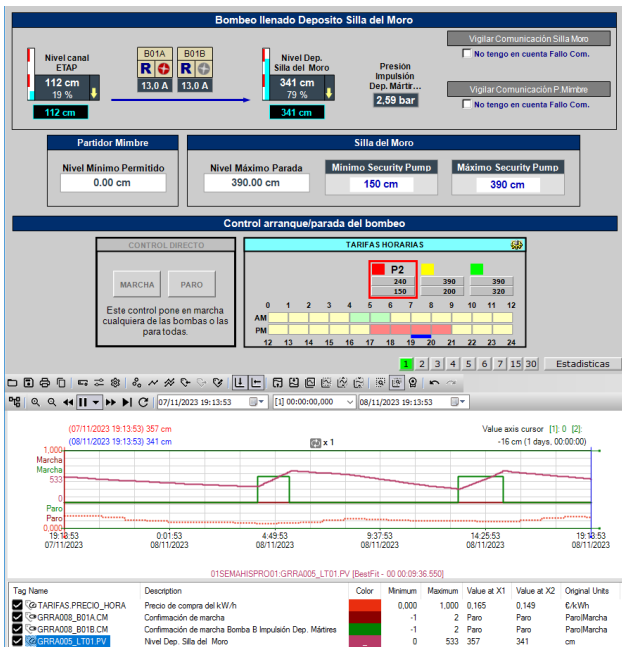 Bombeo llenado Deposito Silla del Moro
Vigilar Comunicación Silla Moro
No tengo en cuenta Fallo Com.
Vigilar Comunicación P.Mimbre
No tengo en cuenta Fallo Com.
Nivel canal
ETAP
112 cm
19 %
112 cm
B01A B01B
R R
13,0 A 13,0 A
Nivel Dep.
Silla del Moro
341 cm
79 %
341 cm
Presión
Impulsión
Dep. Mártir...
2,59 bar
Partidor Mimbre
Nivel Minimo Permitido
0.00 cm
Silla del Moro
Nivel Máximo Parada
390.00 cm
Mínimo Security Pump
150 cm
Máximo Security Pump
390 cm
Control arranque/parada del bombeo
CONTROL DIRECTO
MARCHA PARO
Este control pone en marcha
cualquiera de las bombas o las
para todas.
TARIFAS HORARIAS
P2
240 390 390
150 200 320
0 1 2 3 4 5 6 7 8 9 10 11 12
AM
PM
12 13 14 15 16 17 18 19 20 21 22 23 24
1 2 3 4 5 6 7 15 30 Estadisticas
07/11/2023 19:13:53 [1] 00:00:00,000 08/11/2023 19:13:53
(07/11/2023 19:13:53) 357 cm
(08/11/2023 19:13:53) 341 cm
x 1
Value axis cursor [1]: 0 [2]:
-16 cm (1 days, 00:00:00)
1,000
Marcha
Marcha
533
0
Paro
Paro
0,000
19:13:53 0:01:53 4:49:53 9:37:53 14:25:53 19:13:53
07/11/2023 08/11/2023 08/11/2023 08/11/2023 08/11/2023 08/11/2023
01SEMAHISPRO01:GRRA005_LT01.PV [BestFit - 00 00:09:36.550]
Tag Name Description Color Minimum Maximum Value at X1 Value at X2 Original Units
TARIFAS.PRECIO_HORA Precio de compra del kW/h 0,000 1,000 0,165 0,149 €/kWh
GRRA008_B01A.CM Confirmación de marcha -1 2 Paro Paro Paro|Marcha
GRRA008_B01B.CM Confirmación de marcha Bomba B Impulsión Dep. Mártires -1 2 Paro Paro Paro|Marcha
GRRA005_LT01.PV Nivel Dep. Silla del Moro 0 533 357 341 cm